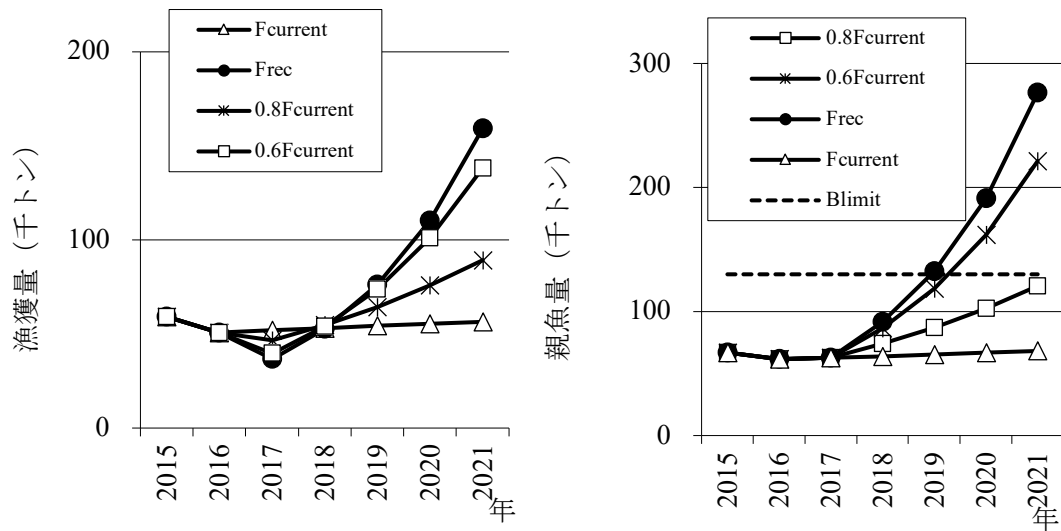 200
100
0
漁獲量（千トン）
Fcurrent
Frec
0.8Fcurrent
0.6Fcurrent
2015
2016
2017
2018
2019
2020
2021
年
300
200
100
0
親魚量（千トン）
0.8Fcurrent
0.6Fcurrent
Frec
Fcurrent
Blimit
2015
2016
2017
2018
2019
2020
2021
年